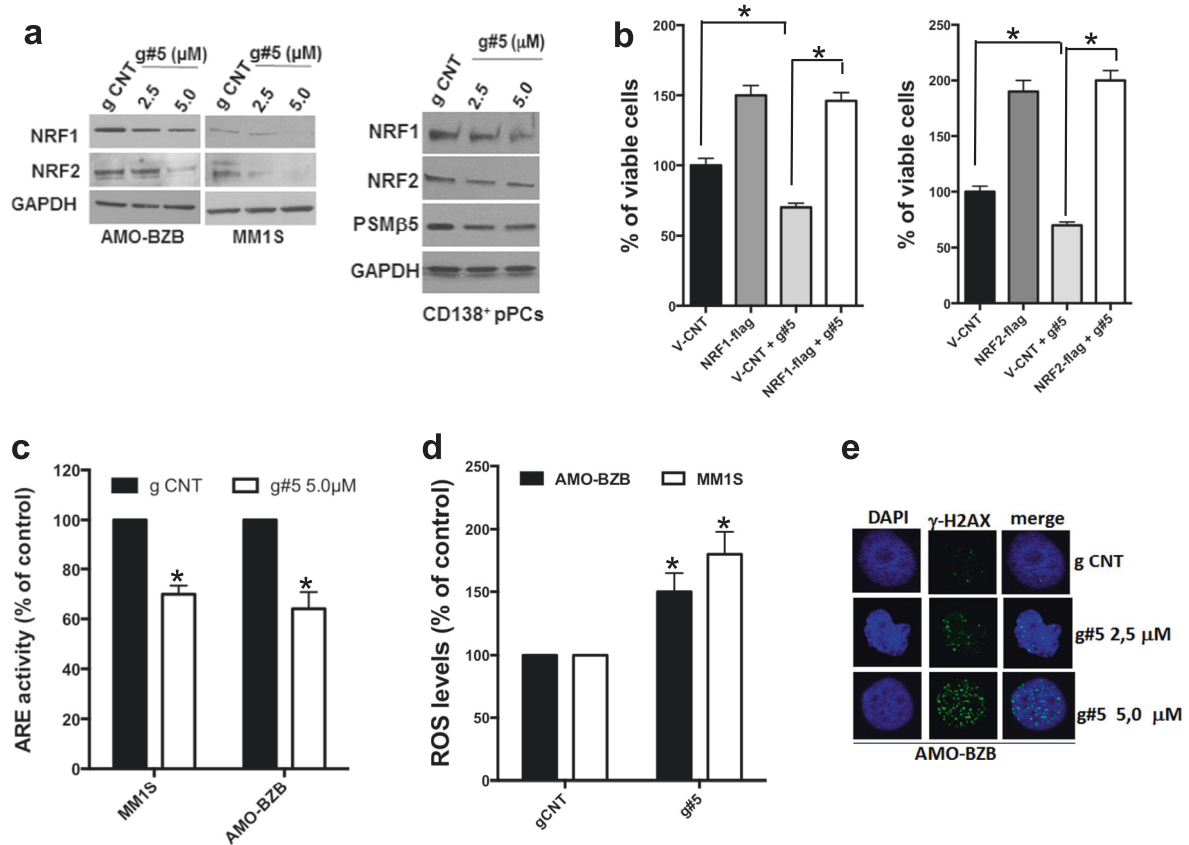 a
g#5 (μM)
g#5 (μM)
g CNT
2.5
5.0
g CNT
2.5
5.0
NRF1
NRF2
GAPDH
AMO-BZB
MM1S
g#5 (μM)
g CNT
2.5
5.0
NRF1
NRF2
PSMβ5
GAPDH
CD138+ pPCs
b
% of viable cells
200
150
100
50
0
*
*
V-CNT
NRF1-flag
V-CNT + g#5
NRF1-flag + g#5
% of viable cells
250
200
150
100
50
0
*
*
V-CNT
NRF2-flag
V-CNT + g#5
NRF2-flag + g#5
c
ARE activity (% of control)
120
100
80
60
40
20
0
g CNT
g#5 5.0μM
*
*
MM1S
AMO-BZB
d
ROS levels (% of control)
250
200
150
100
50
0
AMO-BZB
MM1S
*
*
gCNT
g#5
e
DAPI
γ-H2AX
merge
g CNT
g#5 2,5 μM
g#5 5,0 μM
AMO-BZB